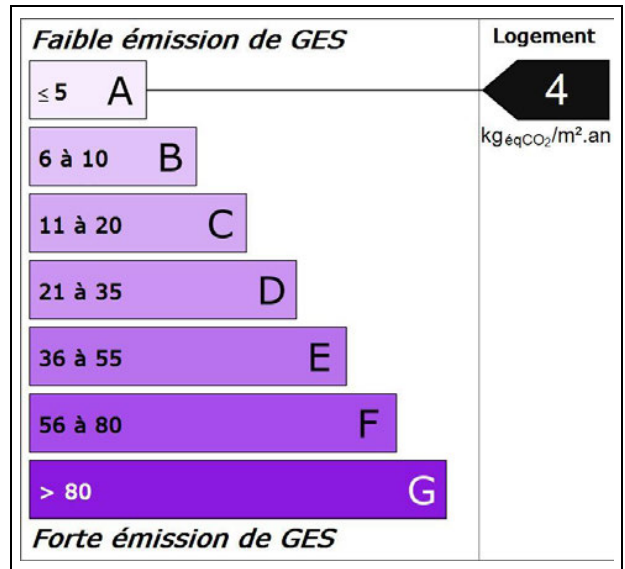 Faible émission de GES
Logement
≤ 5 A
4
kgéqCO₂/m².an
6 à 10 B
11 à 20 C
21 à 35 D
36 à 55 E
56 à 80 F
> 80 G
Forte émission de GES